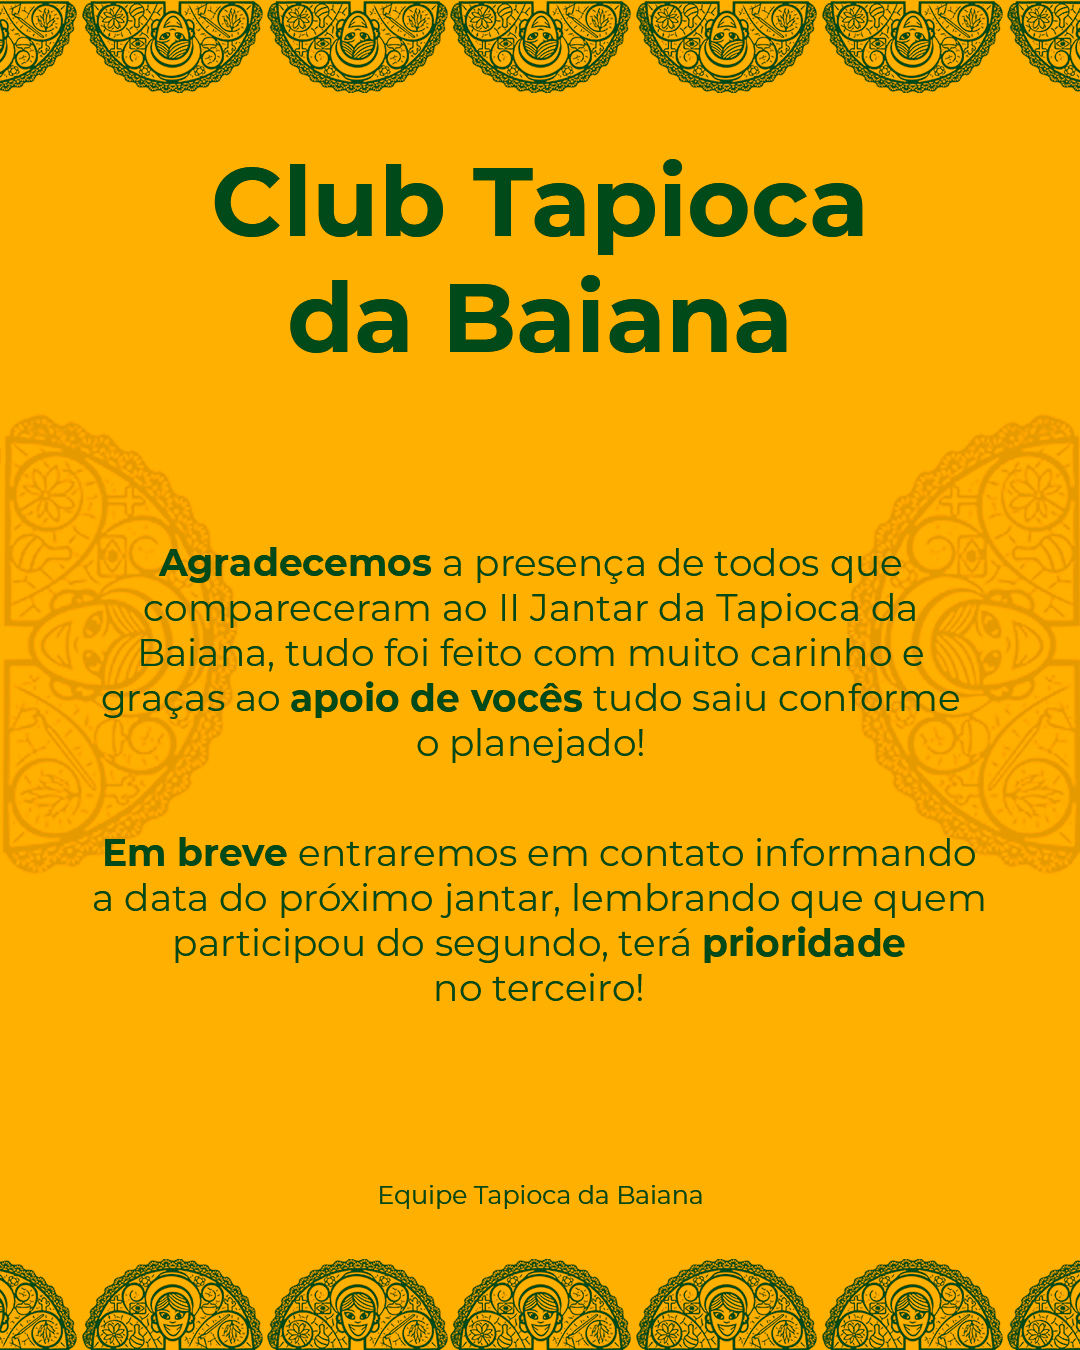 Club Tapioca
da Baiana
Agradecemos a presença de todos que
compareceram ao II Jantar da Tapioca da
Baiana, tudo foi feito com muito carinho e
graças ao apoio de vocês tudo saiu conforme
o planejado!
Em breve entraremos em contato informando
a data do próximo jantar, lembrando que quem
participou do segundo, terá prioridade
no terceiro!
Equipe Tapioca da Baiana